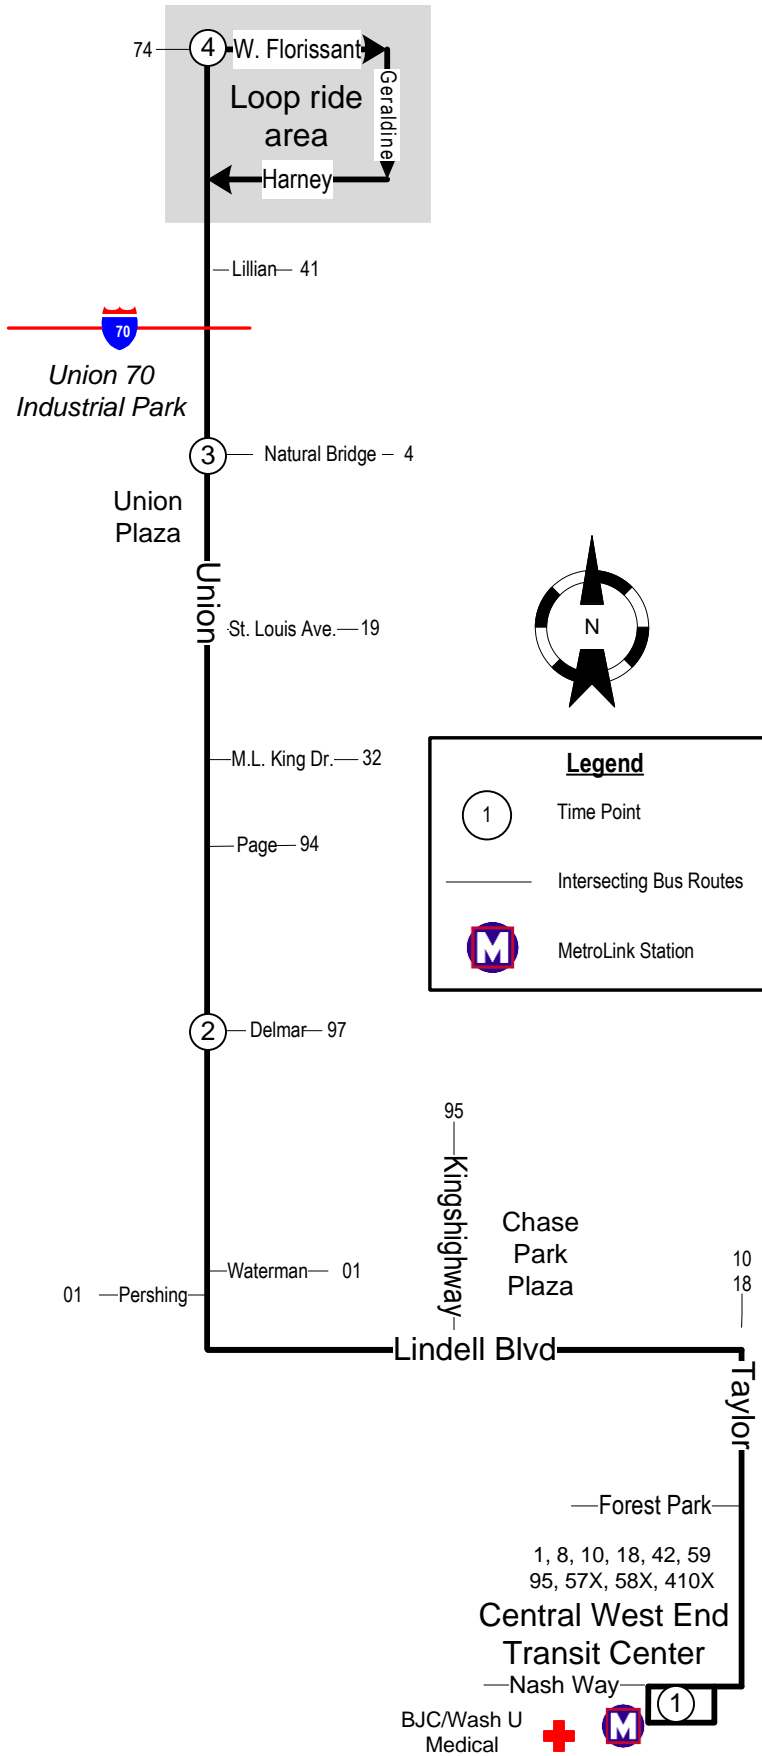 74
4
W. Florissant
Loop ride
area
Geraldine
Harney
Lillian 41
70
Union 70
Industrial Park
3
Natural Bridge 4
Union
Plaza
Union
St. Louis Ave. 19
N
M.L. King Dr. 32
Page 94
Legend
1 Time Point
Intersecting Bus Routes
M MetroLink Station
2
Delmar 97
95
Kingshighway
Chase
Park
Plaza
10
18
Waterman 01
01 Pershing
Lindell Blvd
Taylor
Forest Park
1, 8, 10, 18, 42, 59
95, 57X, 58X, 410X
Central West End
Transit Center
Nash Way
1
M
BJC/Wash U
Medical